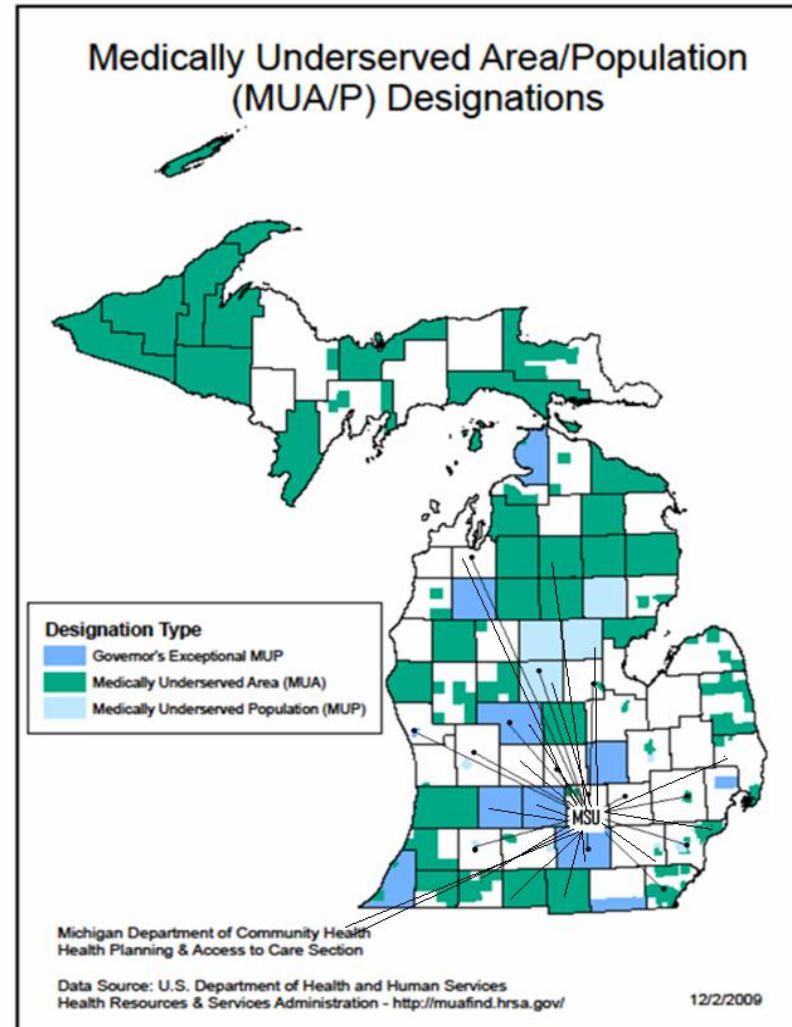 Medically Underserved Area/Population
(MUA/P) Designations
Designation Type
Governor's Exceptional MUP
Medically Underserved Area (MUA)
Medically Underserved Population (MUP)
MSU
Michigan Department of Community Health
Health Planning & Access to Care Section
Data Source: U.S. Department of Health and Human Services
Health Resources & Services Administration - http://muafind.hrsa.gov/
12/2/2009